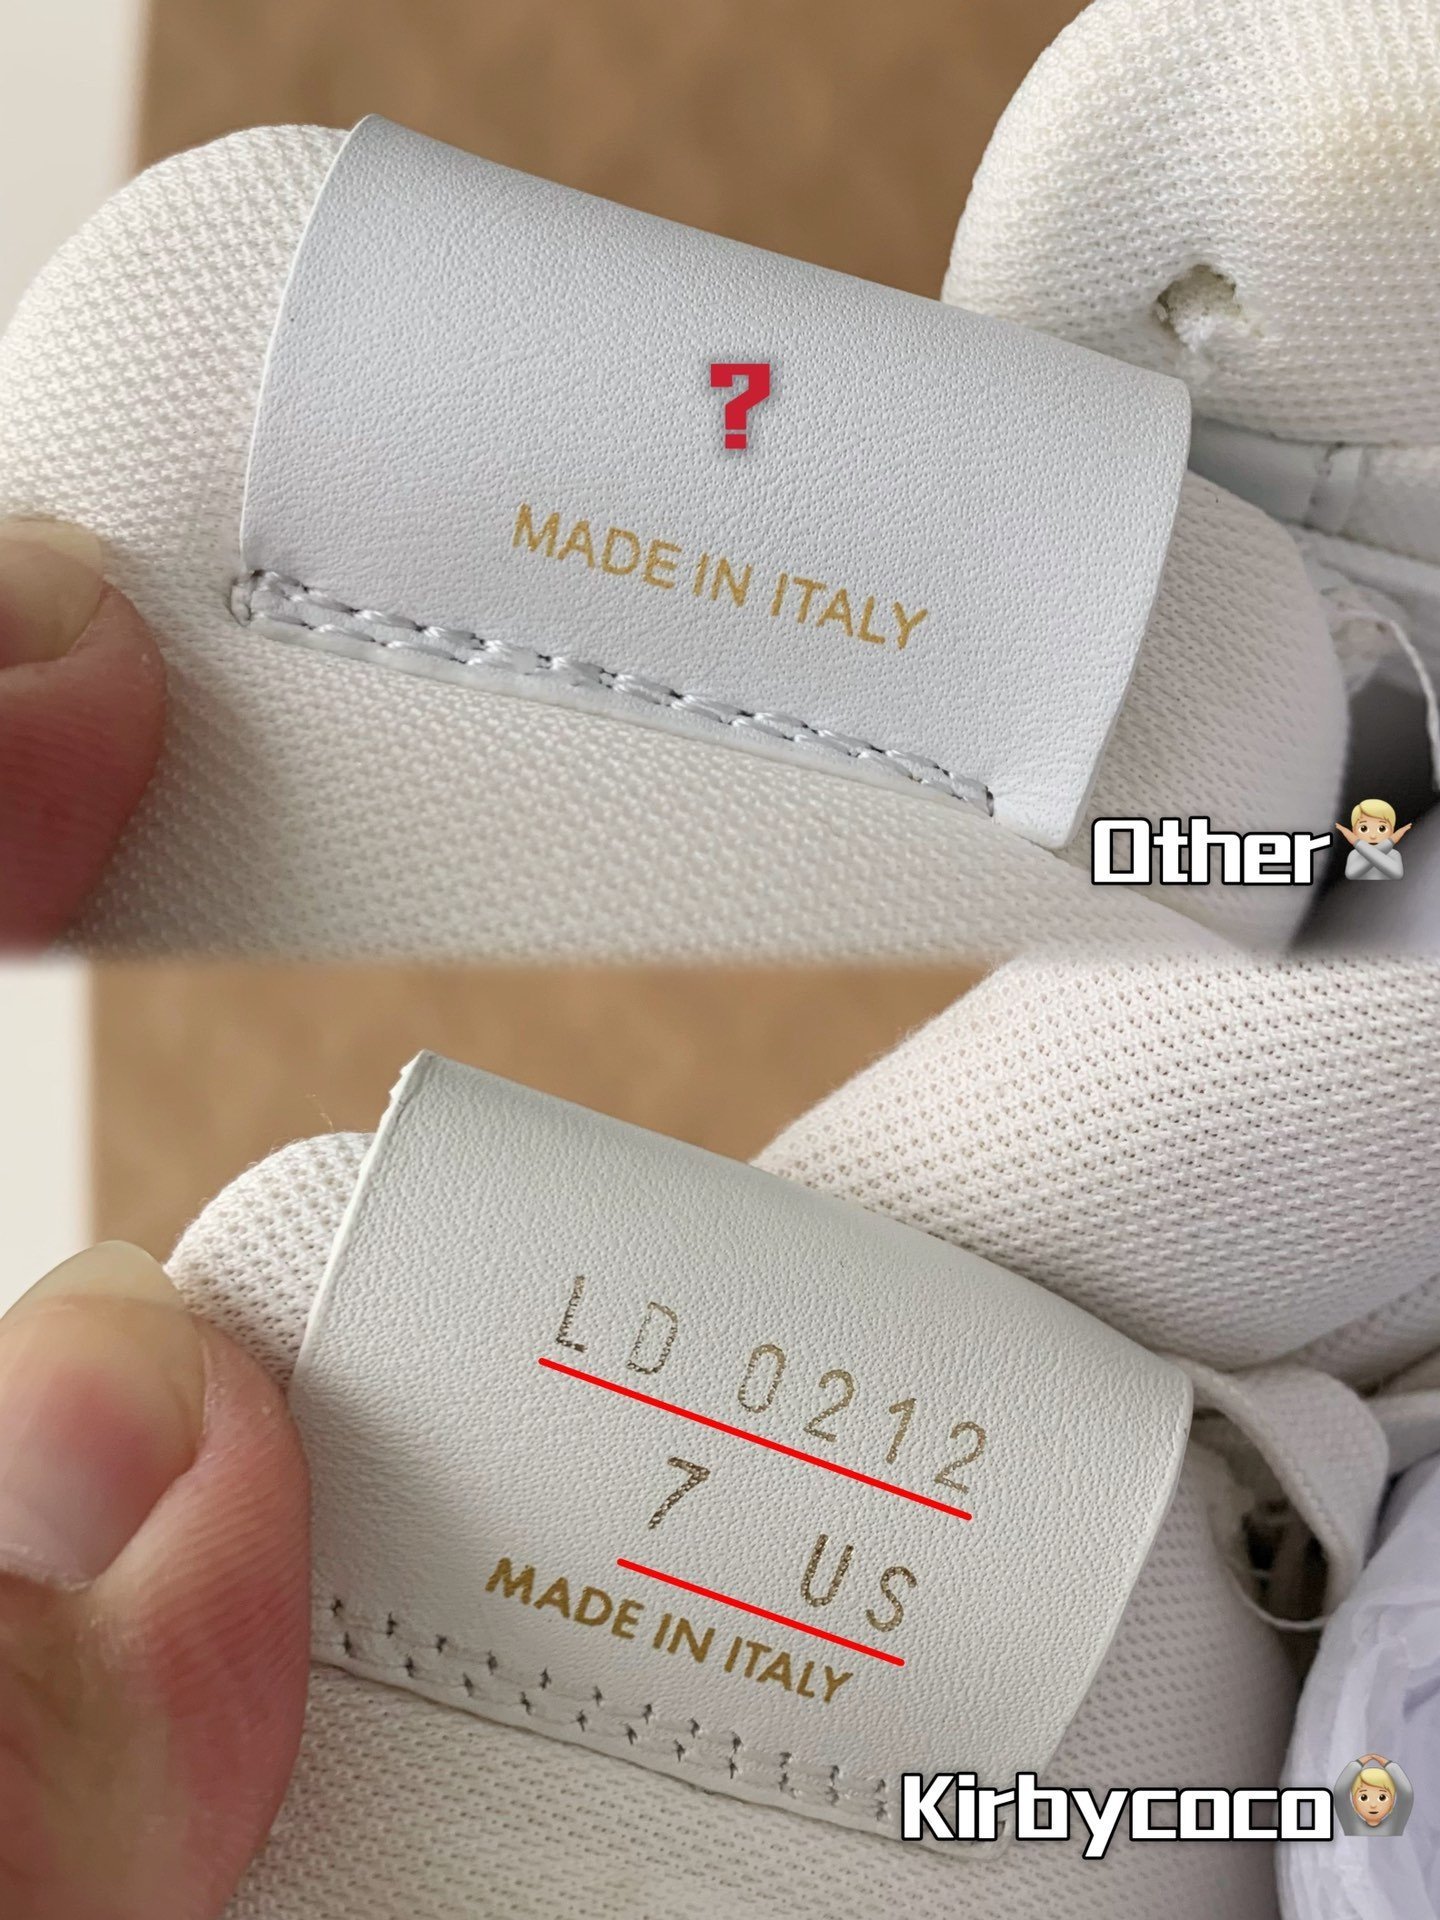 ?
MADE IN ITALY
Other
LD 0212
7 US
MADE IN ITALY
Kirbycoco